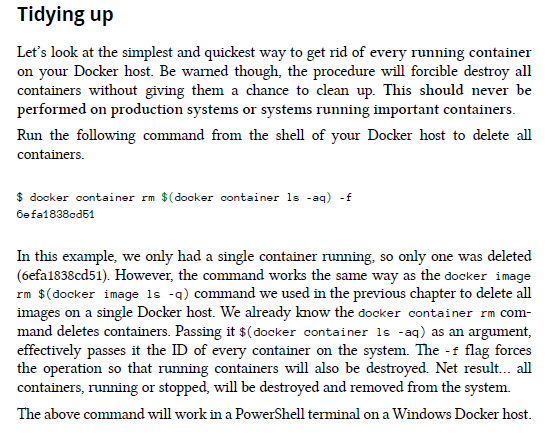 Tidying up
Let’s look at the simplest and quickest way to get rid of every running container
on your Docker host. Be warned though, the procedure will forcible destroy all
containers without giving them a chance to clean up. This should never be
performed on production systems or systems running important containers.
Run the following command from the shell of your Docker host to delete all
containers.
$ docker container rm $(docker container ls -aq) -f
6efa1838cd51
In this example, we only had a single container running, so only one was deleted
(6efa1838cd51). However, the command works the same way as the docker image
rm $(docker image ls -q) command we used in the previous chapter to delete all
images on a single Docker host. We already know the docker container rm com-
mand deletes containers. Passing it $(docker container ls -aq) as an argument,
effectively passes it the ID of every container on the system. The -f flag forces
the operation so that running containers will also be destroyed. Net result… all
containers, running or stopped, will be destroyed and removed from the system.
The above command will work in a PowerShell terminal on a Windows Docker host.